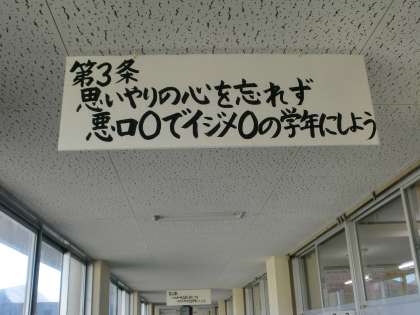 第3条
思いやりの心を忘れず
悪口0でイジメ0の学年にしよう